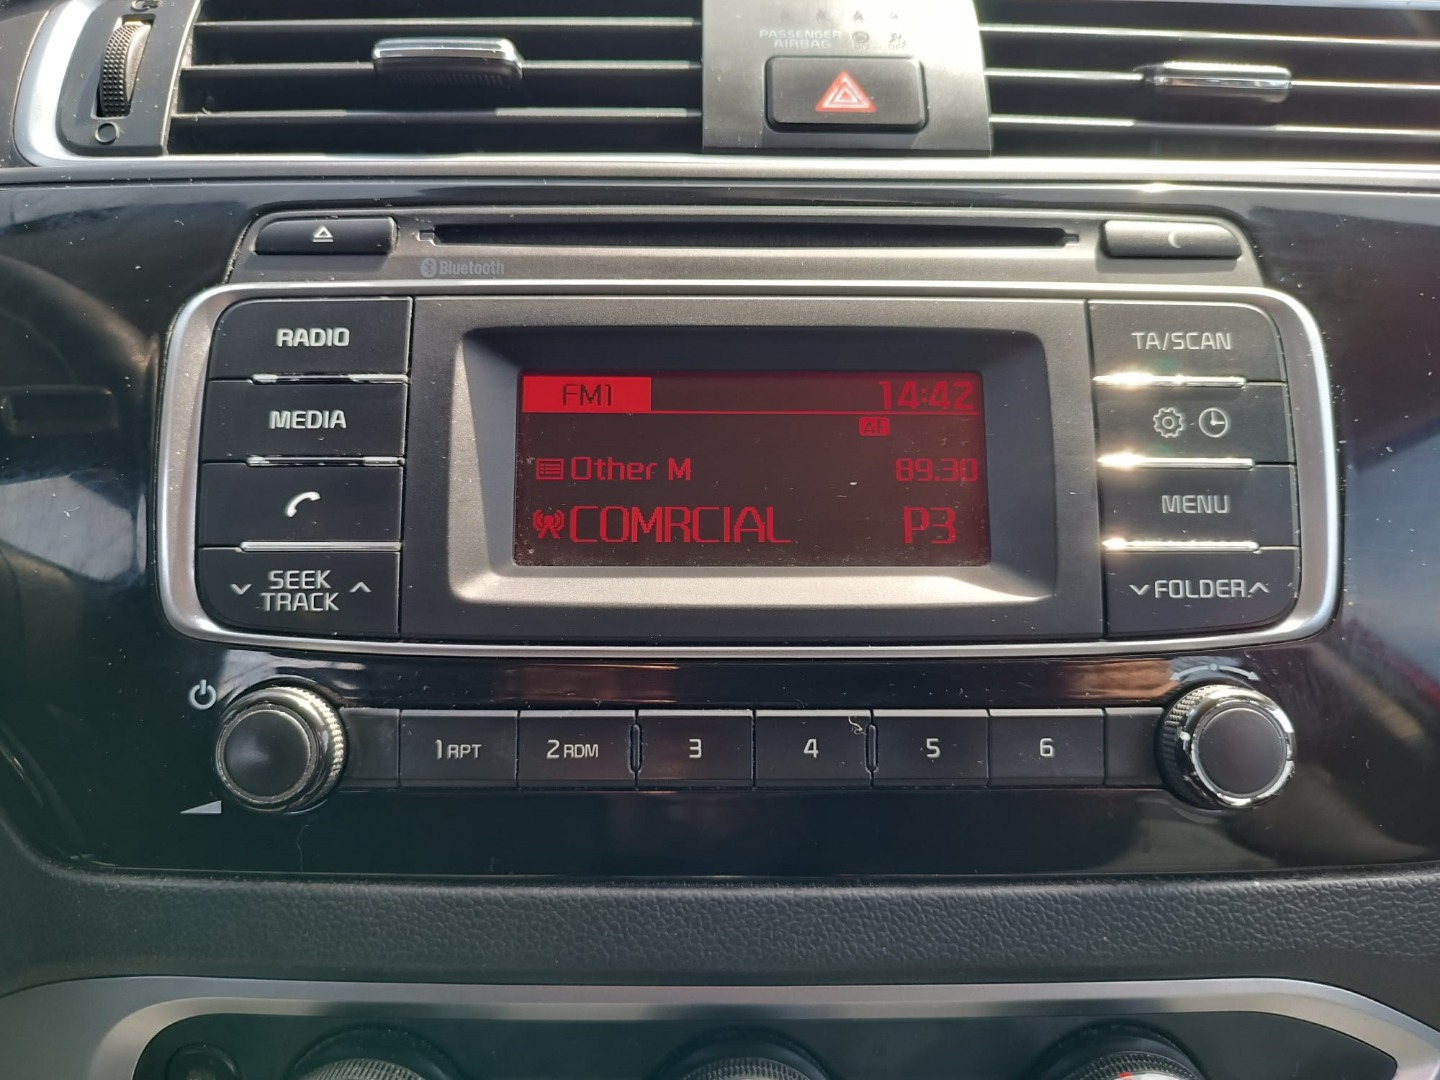 PASSENGER
AIRBAG
Bluetooth
RADIO
TA/SCAN
FM1 14:42
AF
MEDIA
Other M 89.30
MENU
COMRCIAL P3
SEEK
TRACK
FOLDER
1 RPT 2 RDM 3 4 5 6